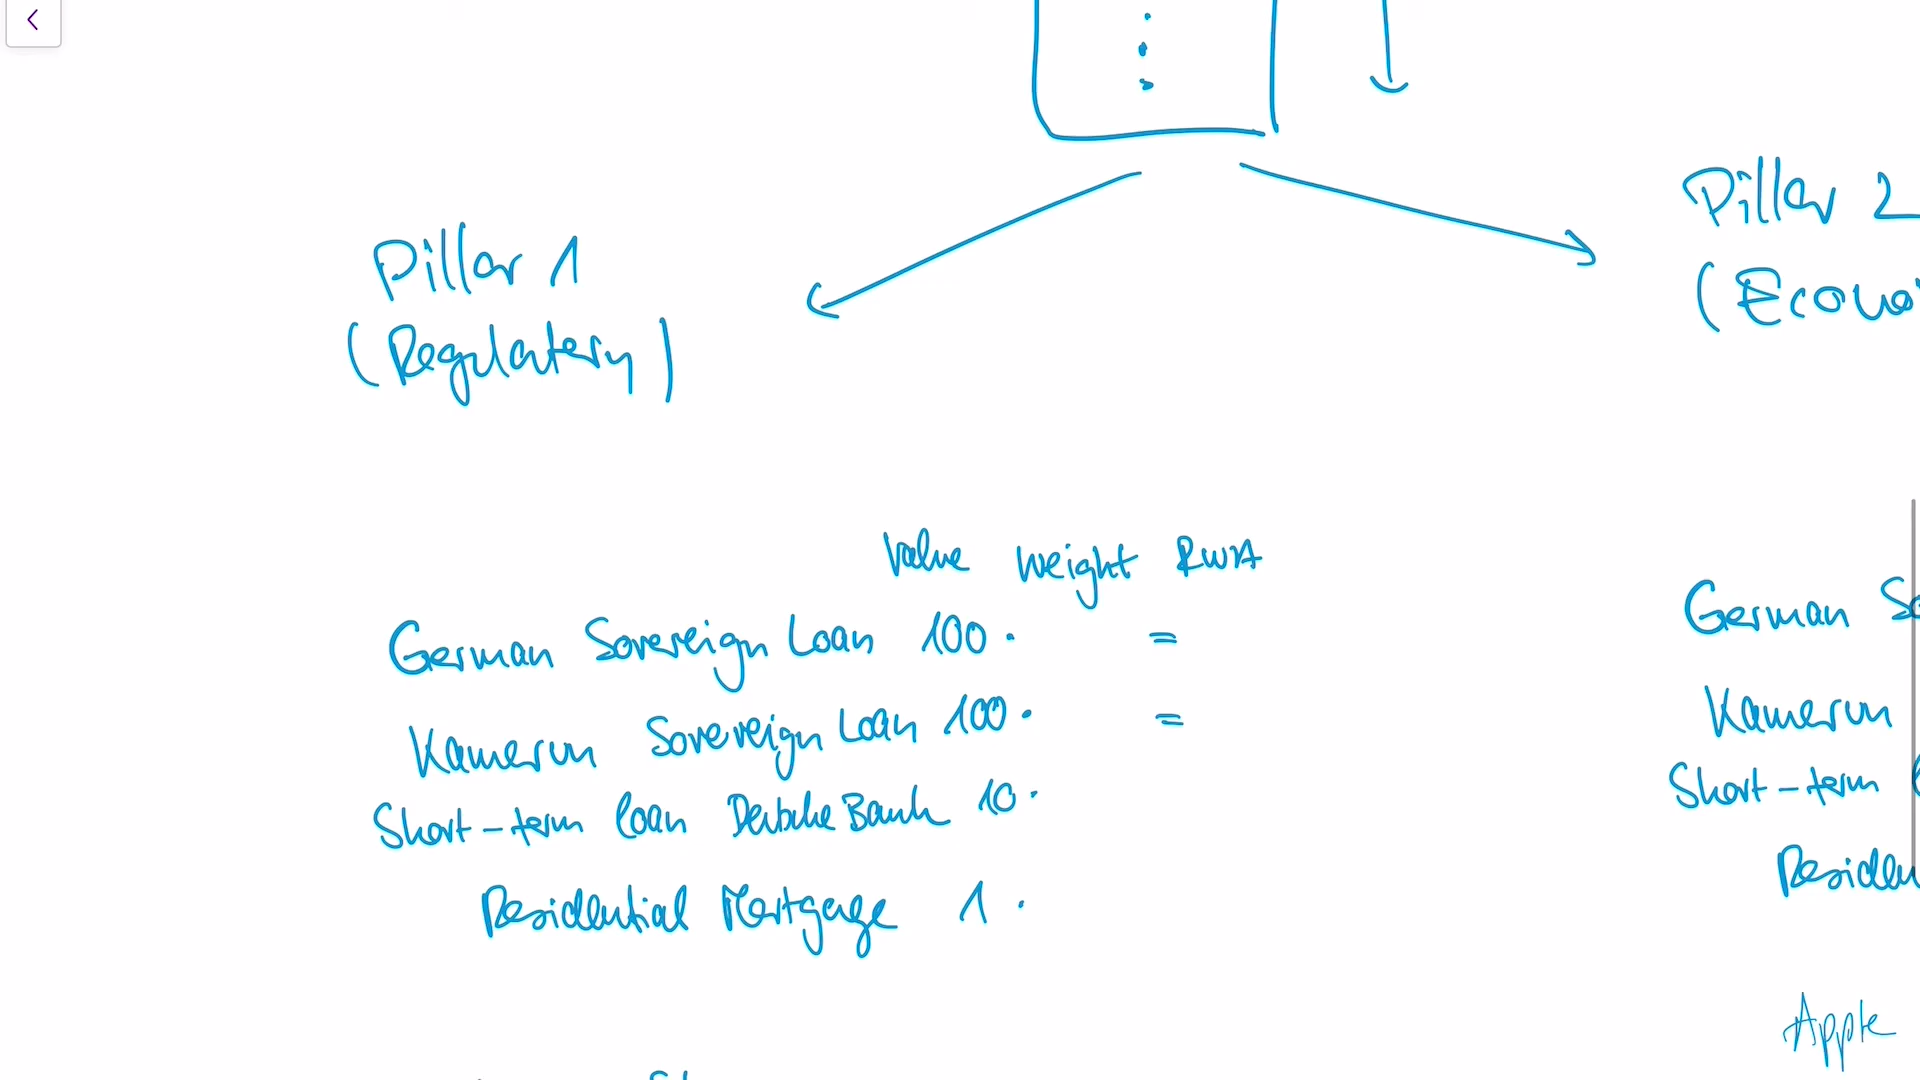 Pillar 1
(Regulatory)
Pillar 2
(Econo
Value Weight RWA
German Sovereign Loan 100 · =
Kamerun Sovereign Loan 100 · =
Short-term loan Deutsche Bank 10 ·
Residential Mortgage 1 ·
German So
Kamerun
Short-term
Residen
Apple